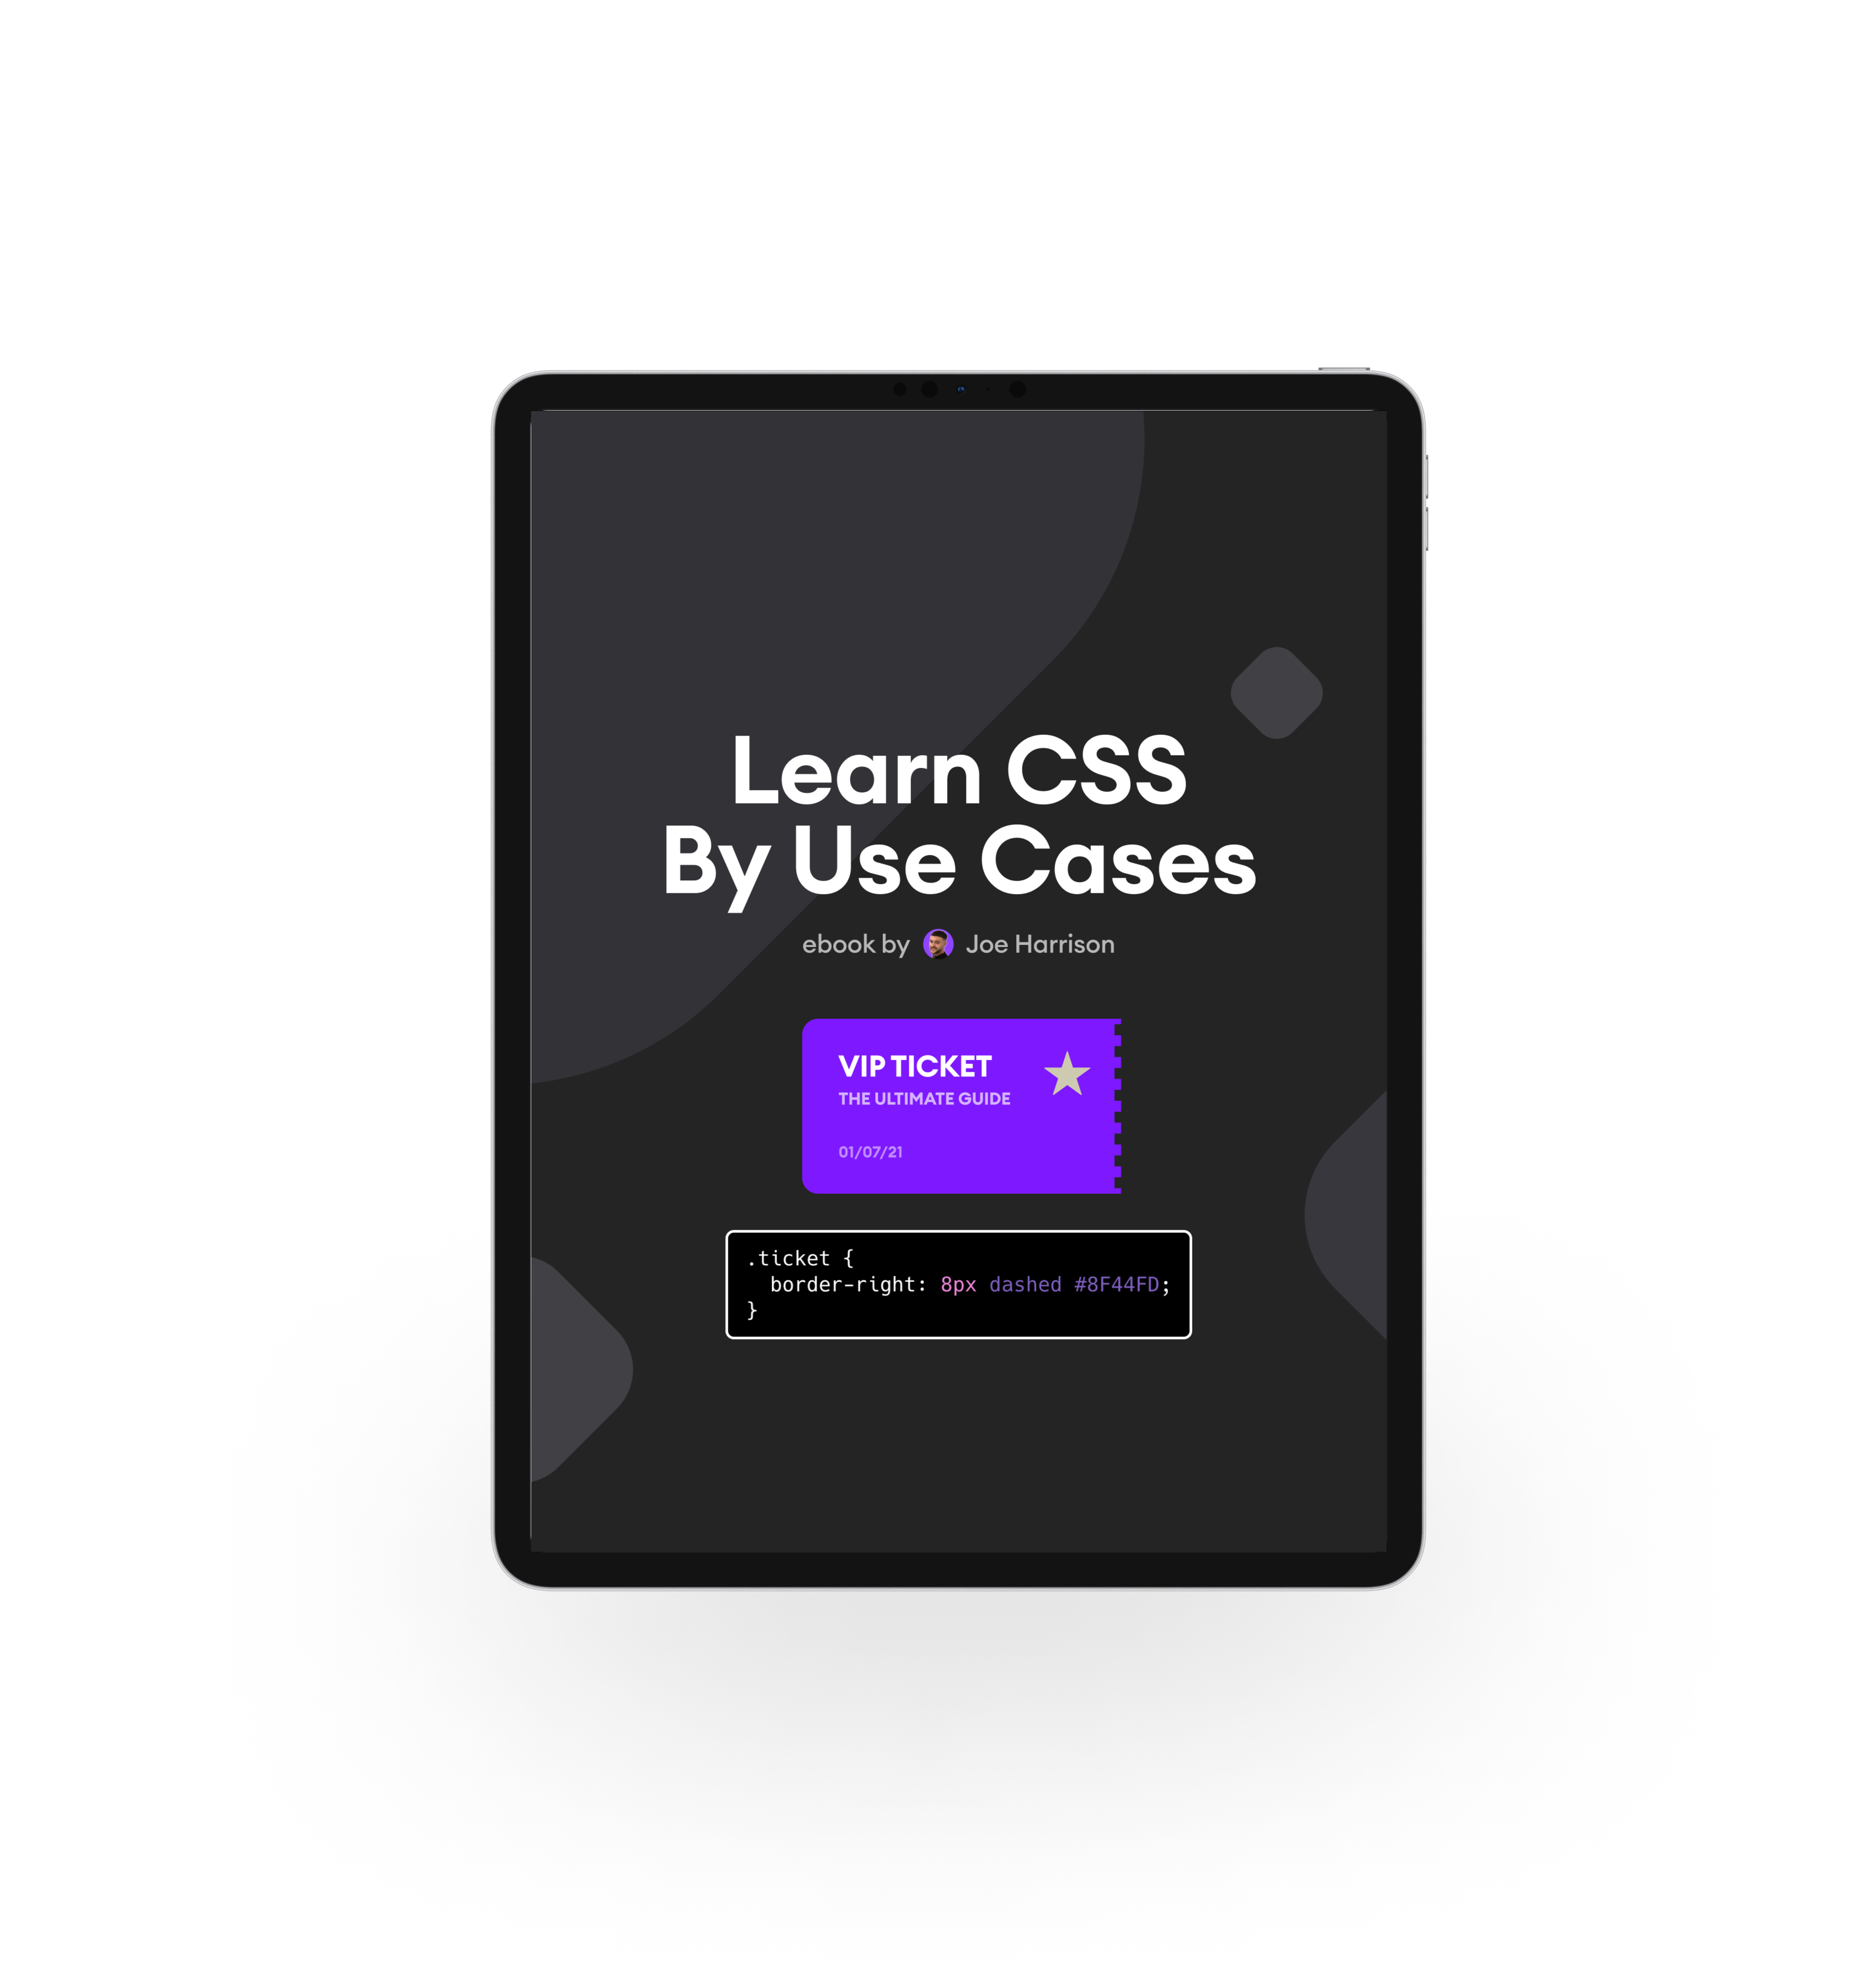 Learn CSS
By Use Cases
ebook by Joe Harrison
VIP TICKET
THE ULTIMATE GUIDE
01/07/21
.ticket {
  border-right: 8px dashed #8F44FD;
}